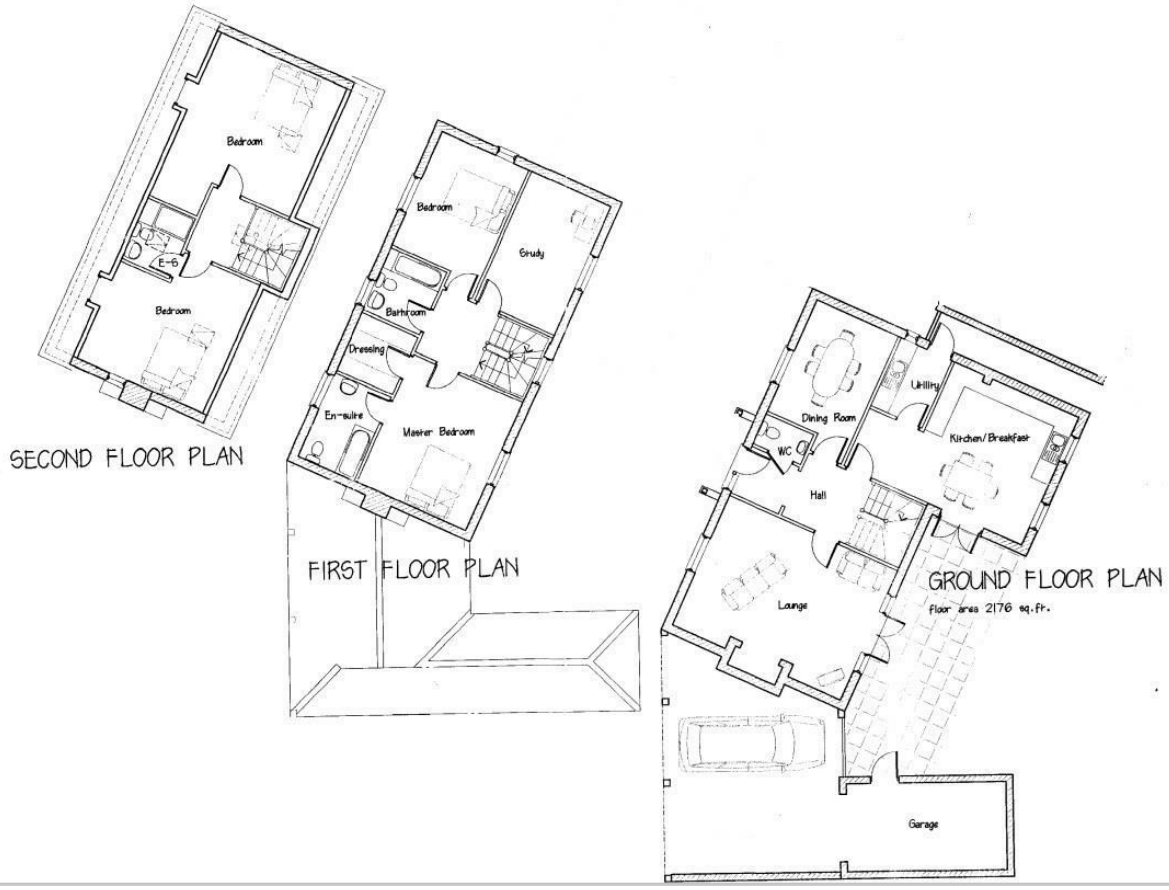 Bedroom
E-S
Bedroom
SECOND FLOOR PLAN
Bedroom
Study
Bathroom
Dressing
En-suite
Master Bedroom
FIRST FLOOR PLAN
Dining Room
Utility
Kitchen/Breakfast
WC
Hall
Lounge
GROUND FLOOR PLAN
floor area 2176 sq.ft.
Garage